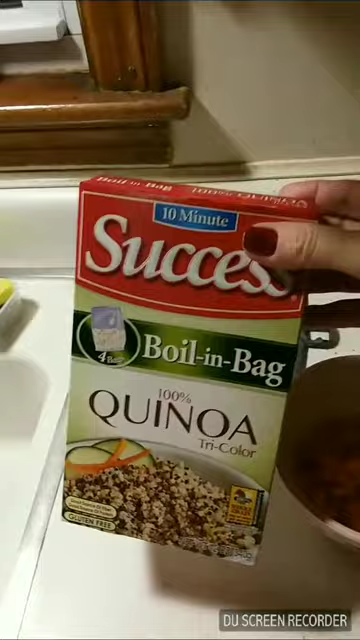 Boil-in-Bag
10 Minute
Success
4 Bags
Boil-in-Bag
100%
QUINOA
Tri-Color
GLUTEN FREE
DU SCREEN RECORDER